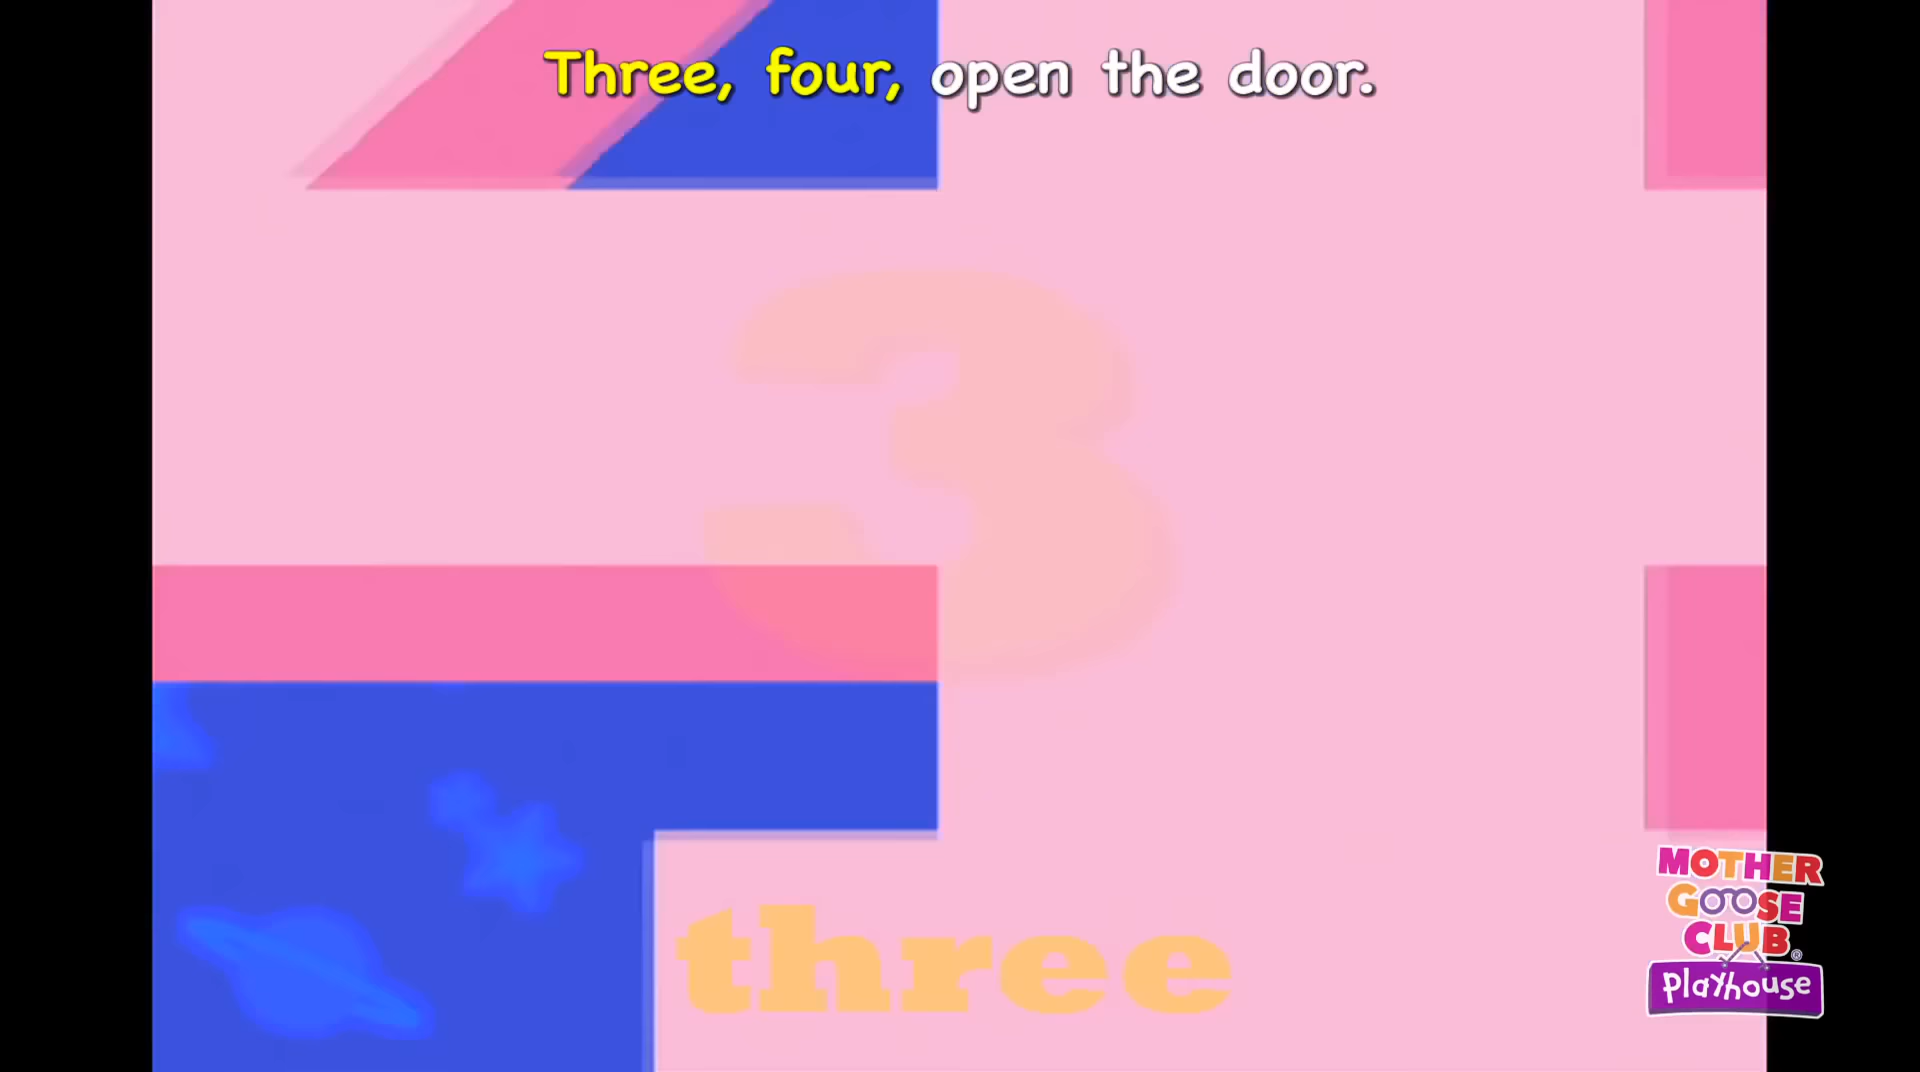 Three, four, open the door.
3
three
MOTHER
GOOSE
CLUB®
Playhouse